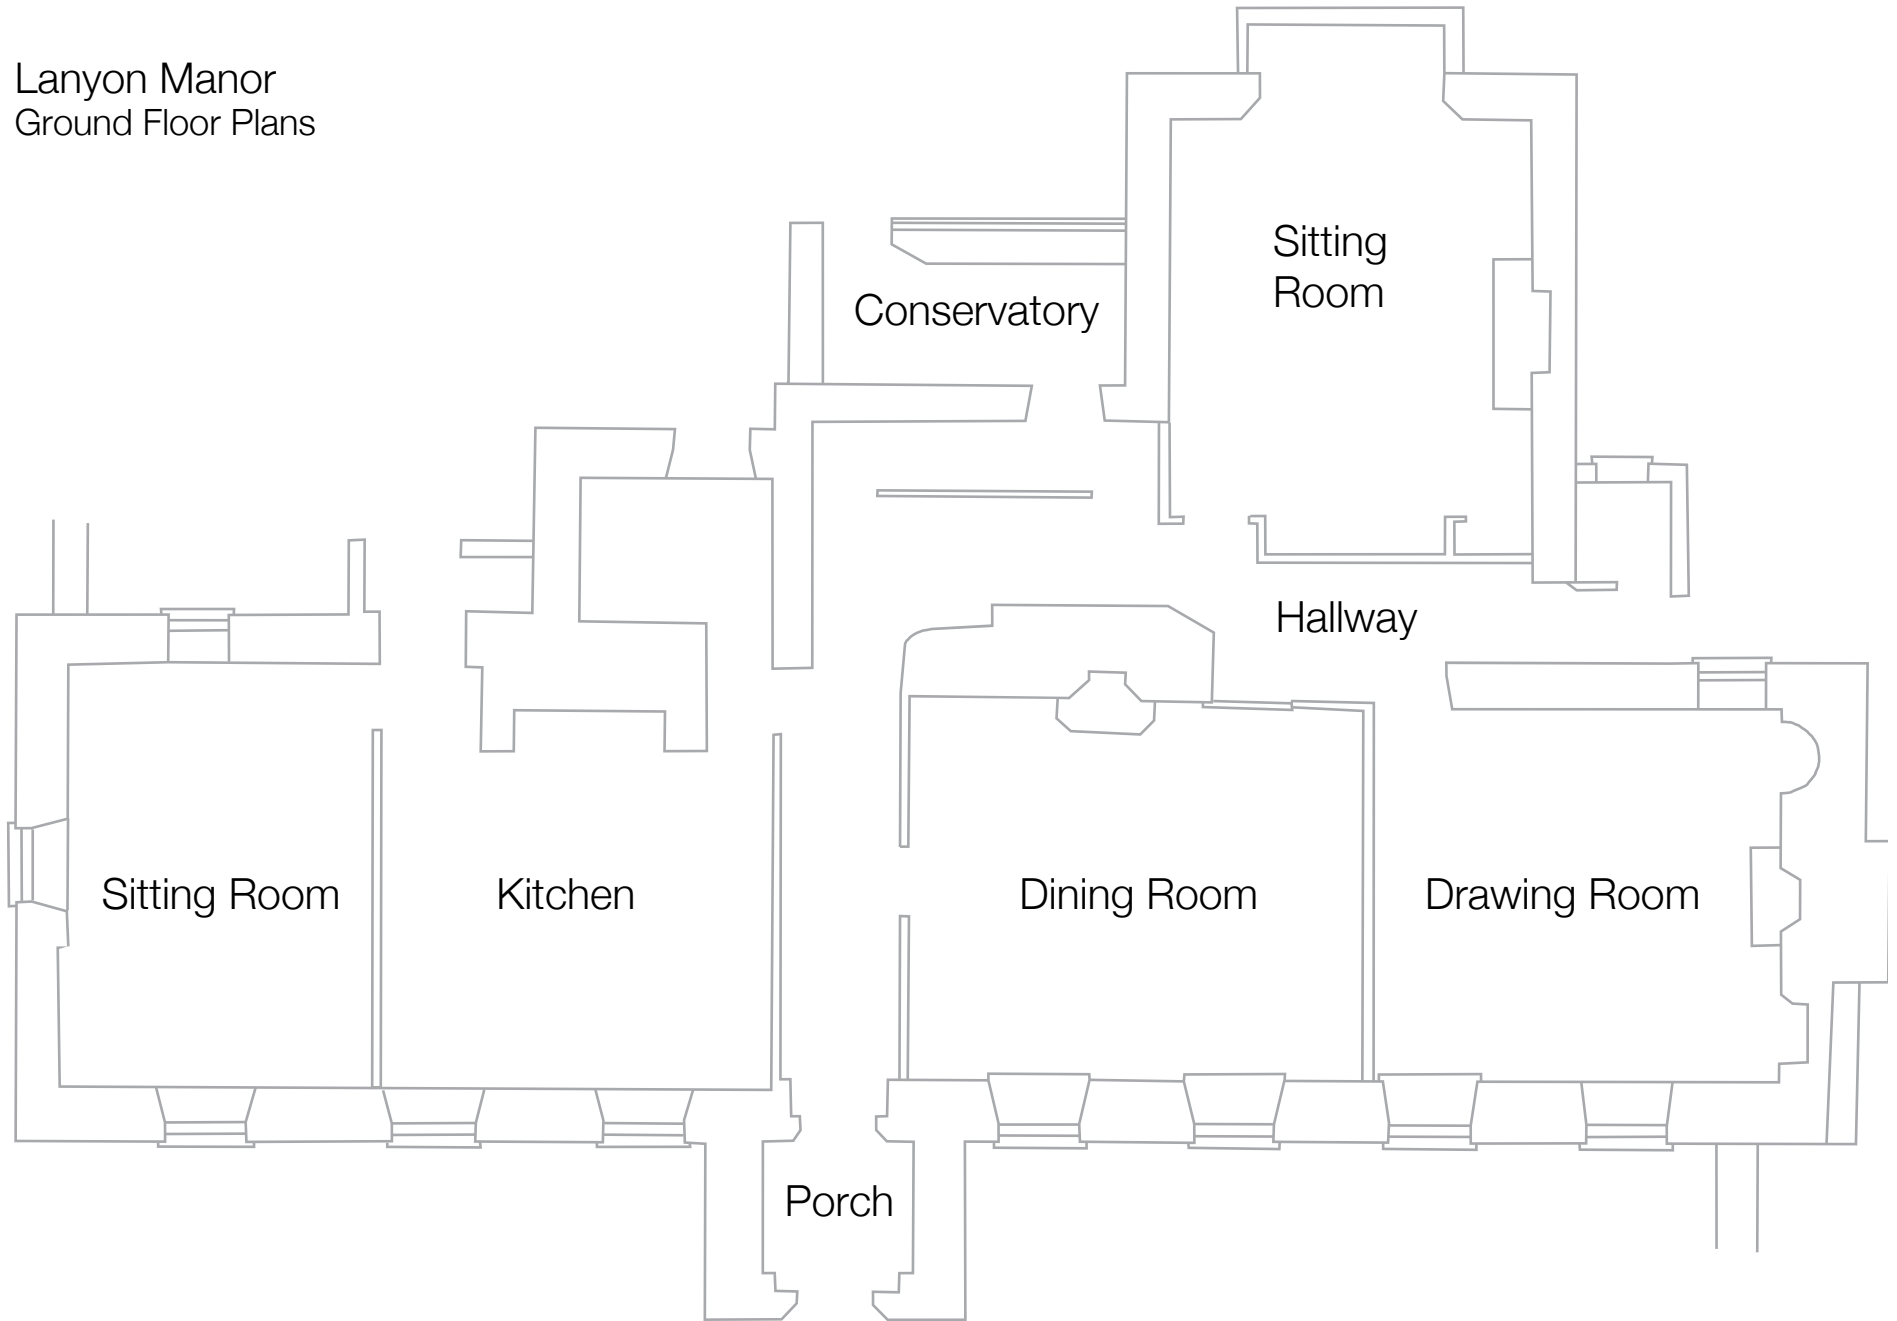 Lanyon Manor
Ground Floor Plans
Sitting
Room
Conservatory
Hallway
Sitting Room
Kitchen
Dining Room
Drawing Room
Porch